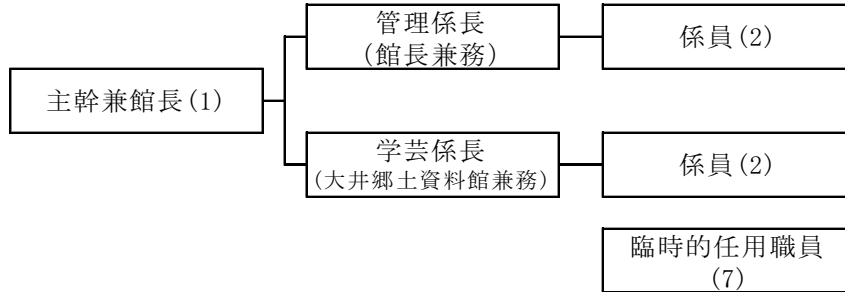 主幹兼館長(1)
管理係長
(館長兼務)
係員(2)
学芸係長
(大井郷土資料館兼務)
係員(2)
臨時的任用職員
(7)